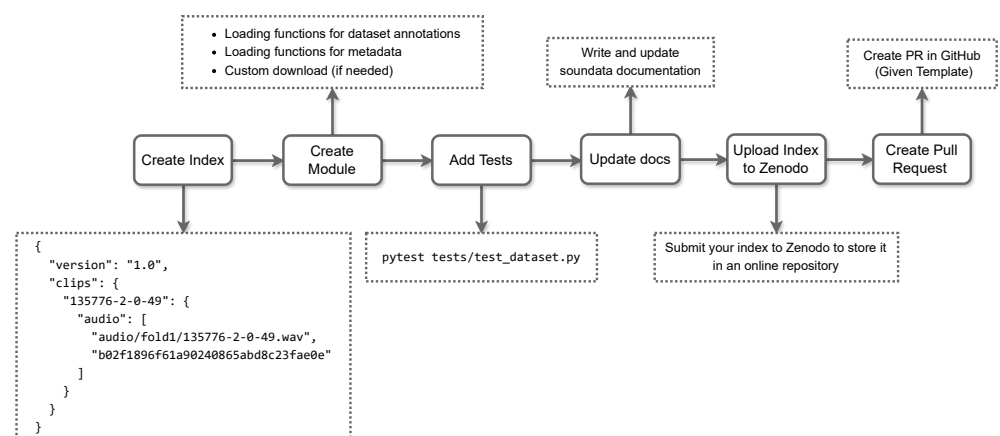 • Loading functions for dataset annotations
• Loading functions for metadata
• Custom download (if needed)
Write and update
soundata documentation
Create PR in GitHub
(Given Template)
Create Index
Create
Module
Add Tests
Update docs
Upload Index
to Zenodo
Create Pull
Request
{
"version": "1.0",
"clips": {
"135776-2-0-49": {
"audio": [
"audio/fold1/135776-2-0-49.wav",
"b02f1896f61a90240865abd8c23fae0e"
]
}
}
}
pytest tests/test_dataset.py
Submit your index to Zenodo to store it
in an online repository